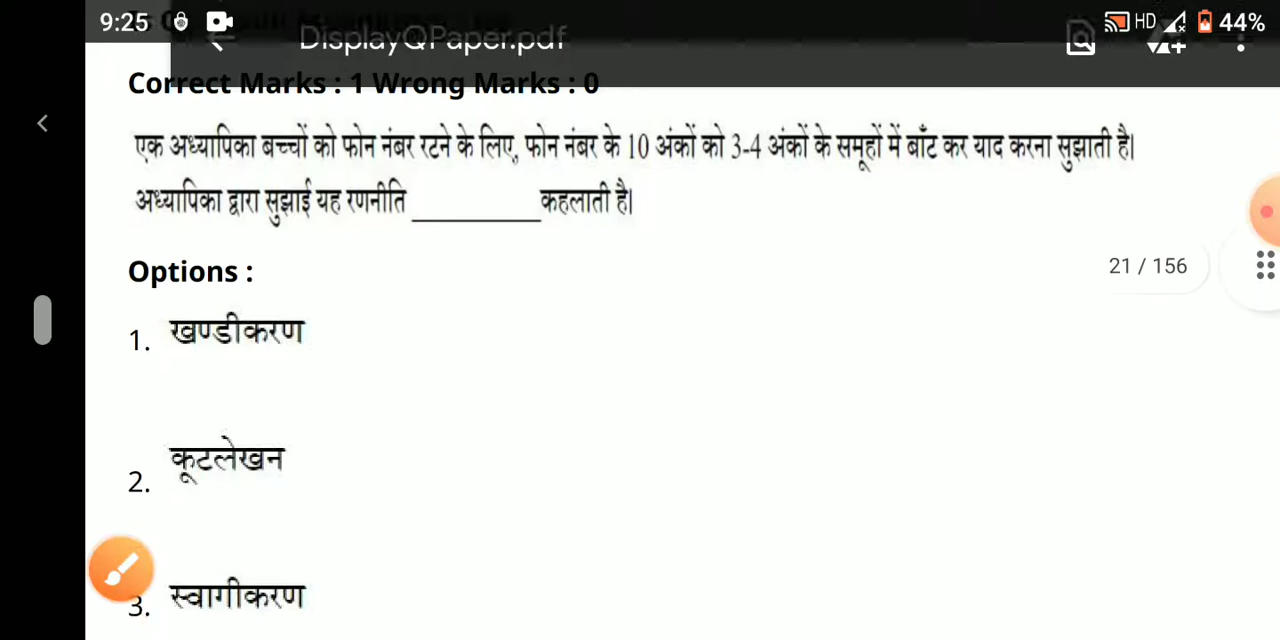 9:25 HD 44%
DisplayQPaper.pdf
Correct Marks : 1 Wrong Marks : 0
एक अध्यापिका बच्चों को फोन नंबर रटने के लिए, फोन नंबर के 10 अंकों को 3-4 अंकों के समूहों में बाँट कर याद करना सुझाती है।
अध्यापिका द्वारा सुझाई यह रणनीति __________ कहलाती है।
Options :
21 / 156
1. खण्डीकरण
2. कूटलेखन
3. स्वागीकरण